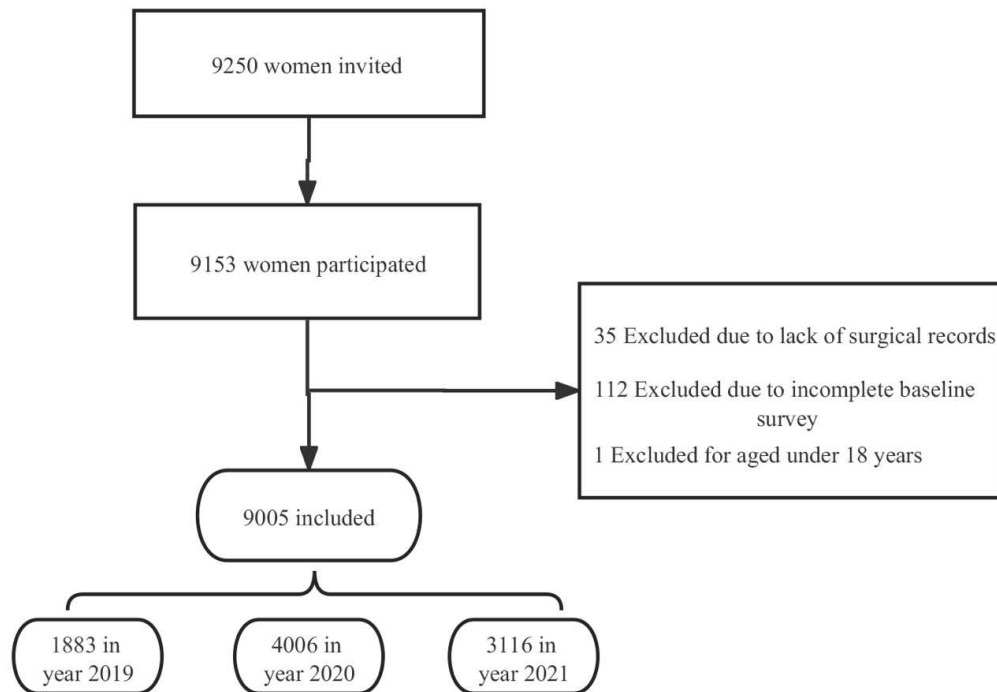 9250 women invited
9153 women participated
35 Excluded due to lack of surgical records
112 Excluded due to incomplete baseline
survey
1 Excluded for aged under 18 years
9005 included
1883 in
year 2019
4006 in
year 2020
3116 in
year 2021